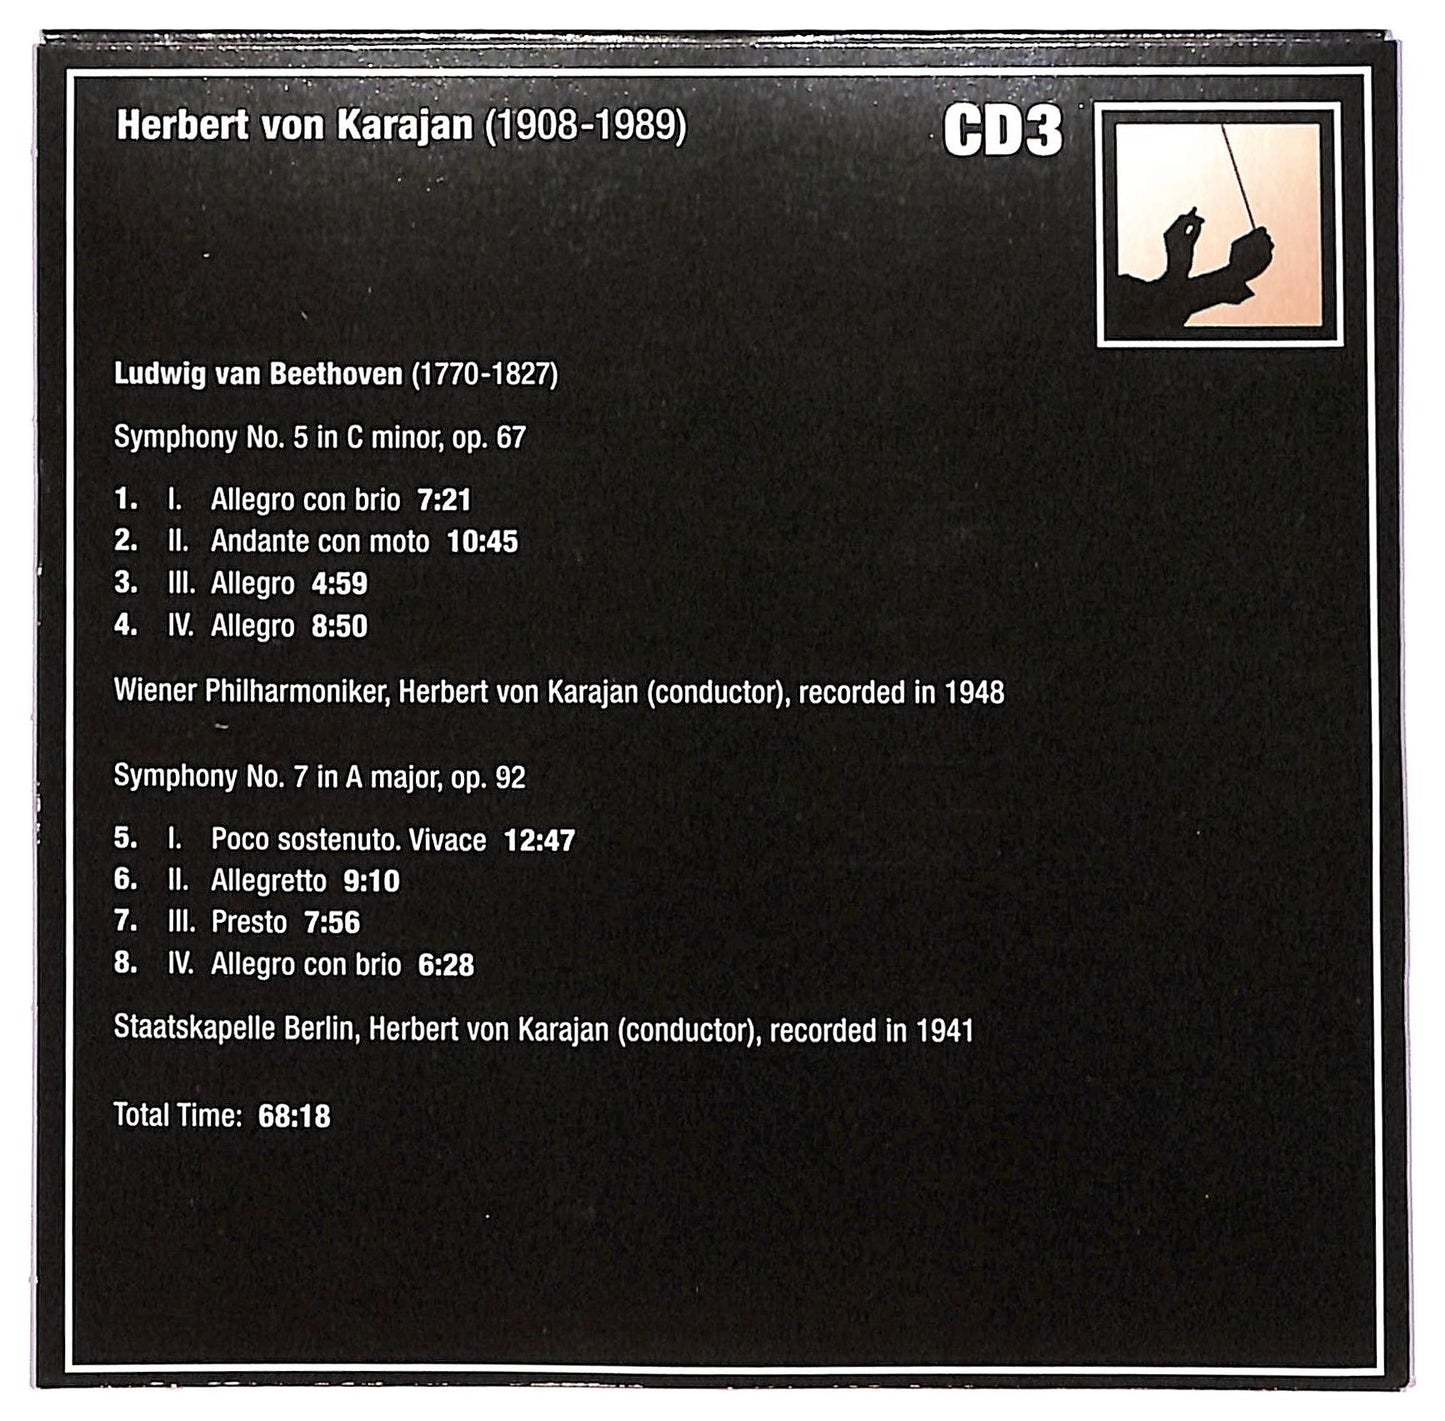 Herbert von Karajan (1908-1989)
CD3
Ludwig van Beethoven (1770-1827)
Symphony No. 5 in C minor, op. 67
1. I. Allegro con brio 7:21
2. II. Andante con moto 10:45
3. III. Allegro 4:59
4. IV. Allegro 8:50
Wiener Philharmoniker, Herbert von Karajan (conductor), recorded in 1948
Symphony No. 7 in A major, op. 92
5. I. Poco sostenuto. Vivace 12:47
6. II. Allegretto 9:10
7. III. Presto 7:56
8. IV. Allegro con brio 6:28
Staatskapelle Berlin, Herbert von Karajan (conductor), recorded in 1941
Total Time: 68:18